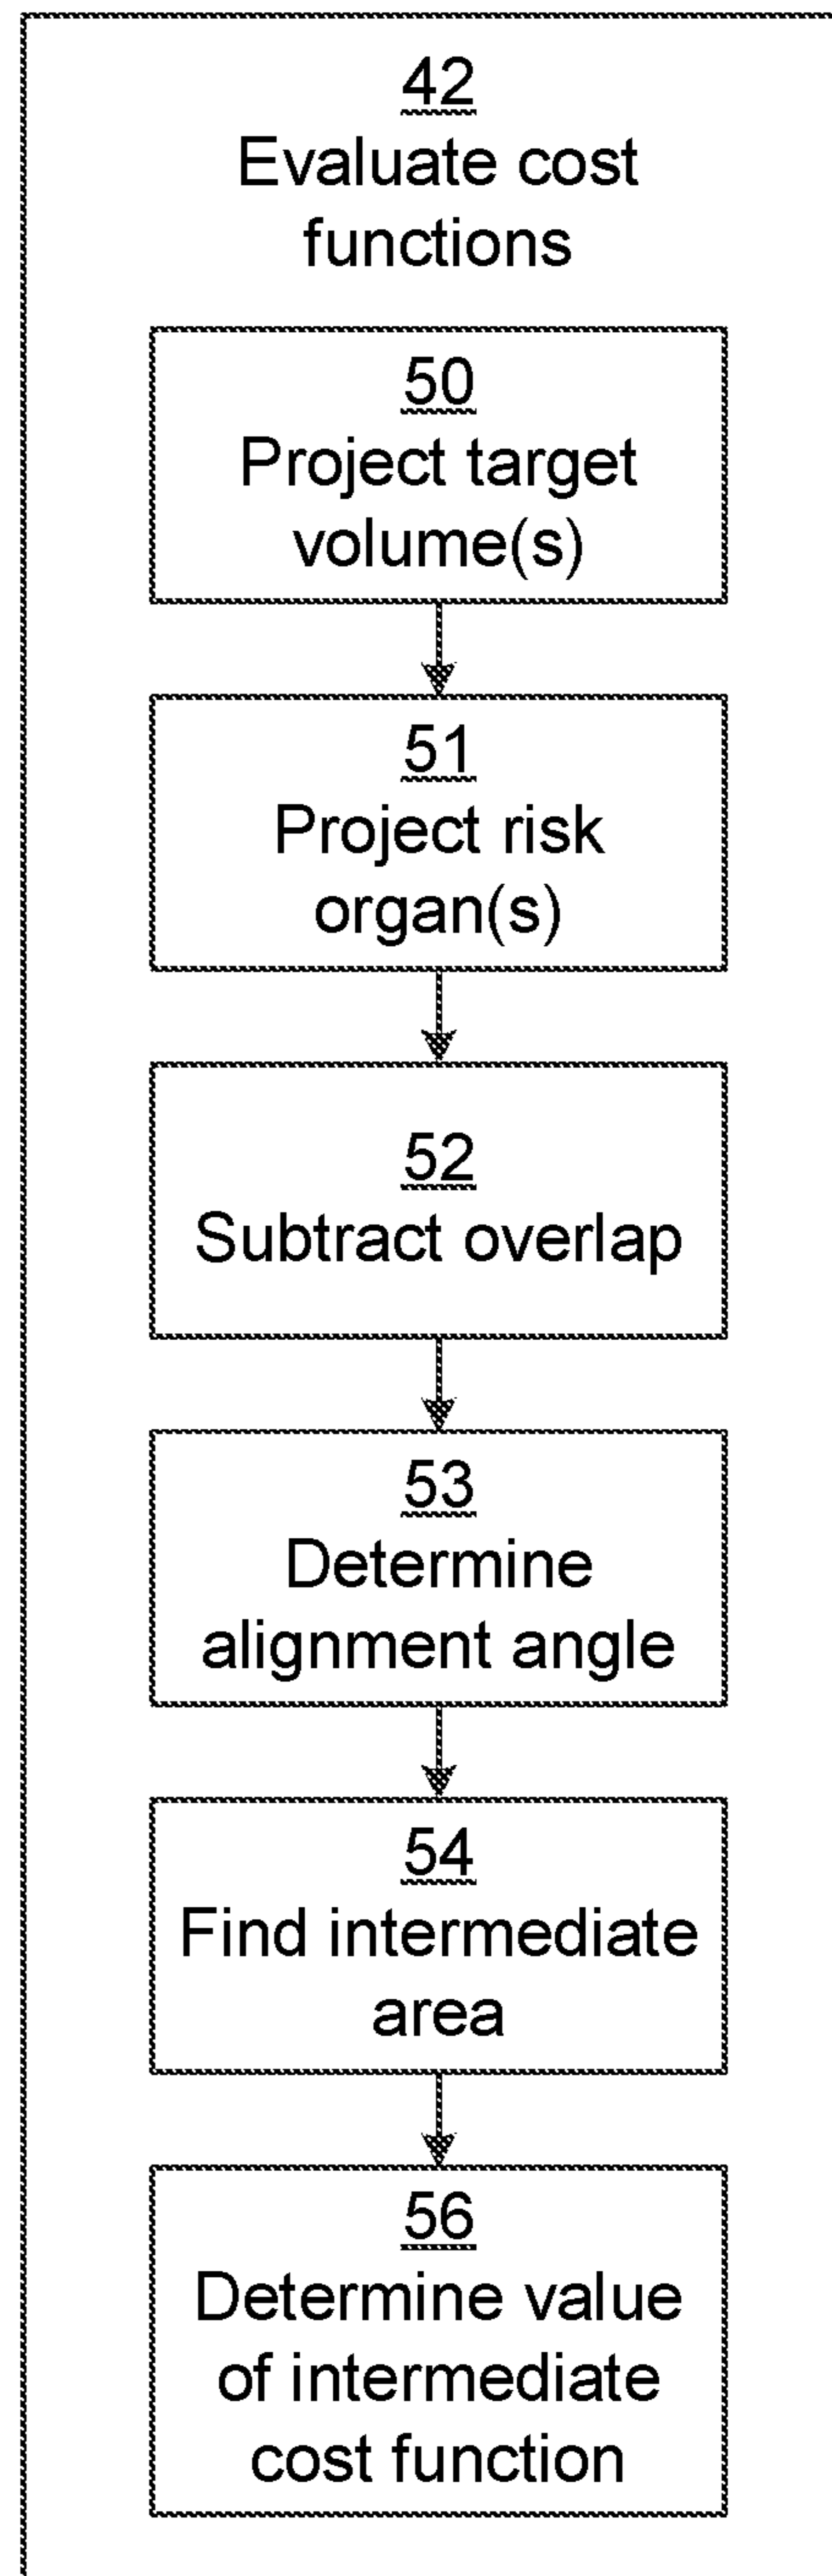 42
Evaluate cost
functions
50
Project target
volume(s)
51
Project risk
organ(s)
52
Subtract overlap
53
Determine
alignment angle
54
Find intermediate
area
56
Determine value
of intermediate
cost function